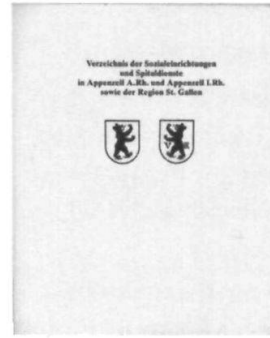 Verzeichnis der Sozialeinrichtungen
und Spitaldienste
in Appenzell A.Rh. und Appenzell I.Rh.
sowie der Region St. Gallen
V R